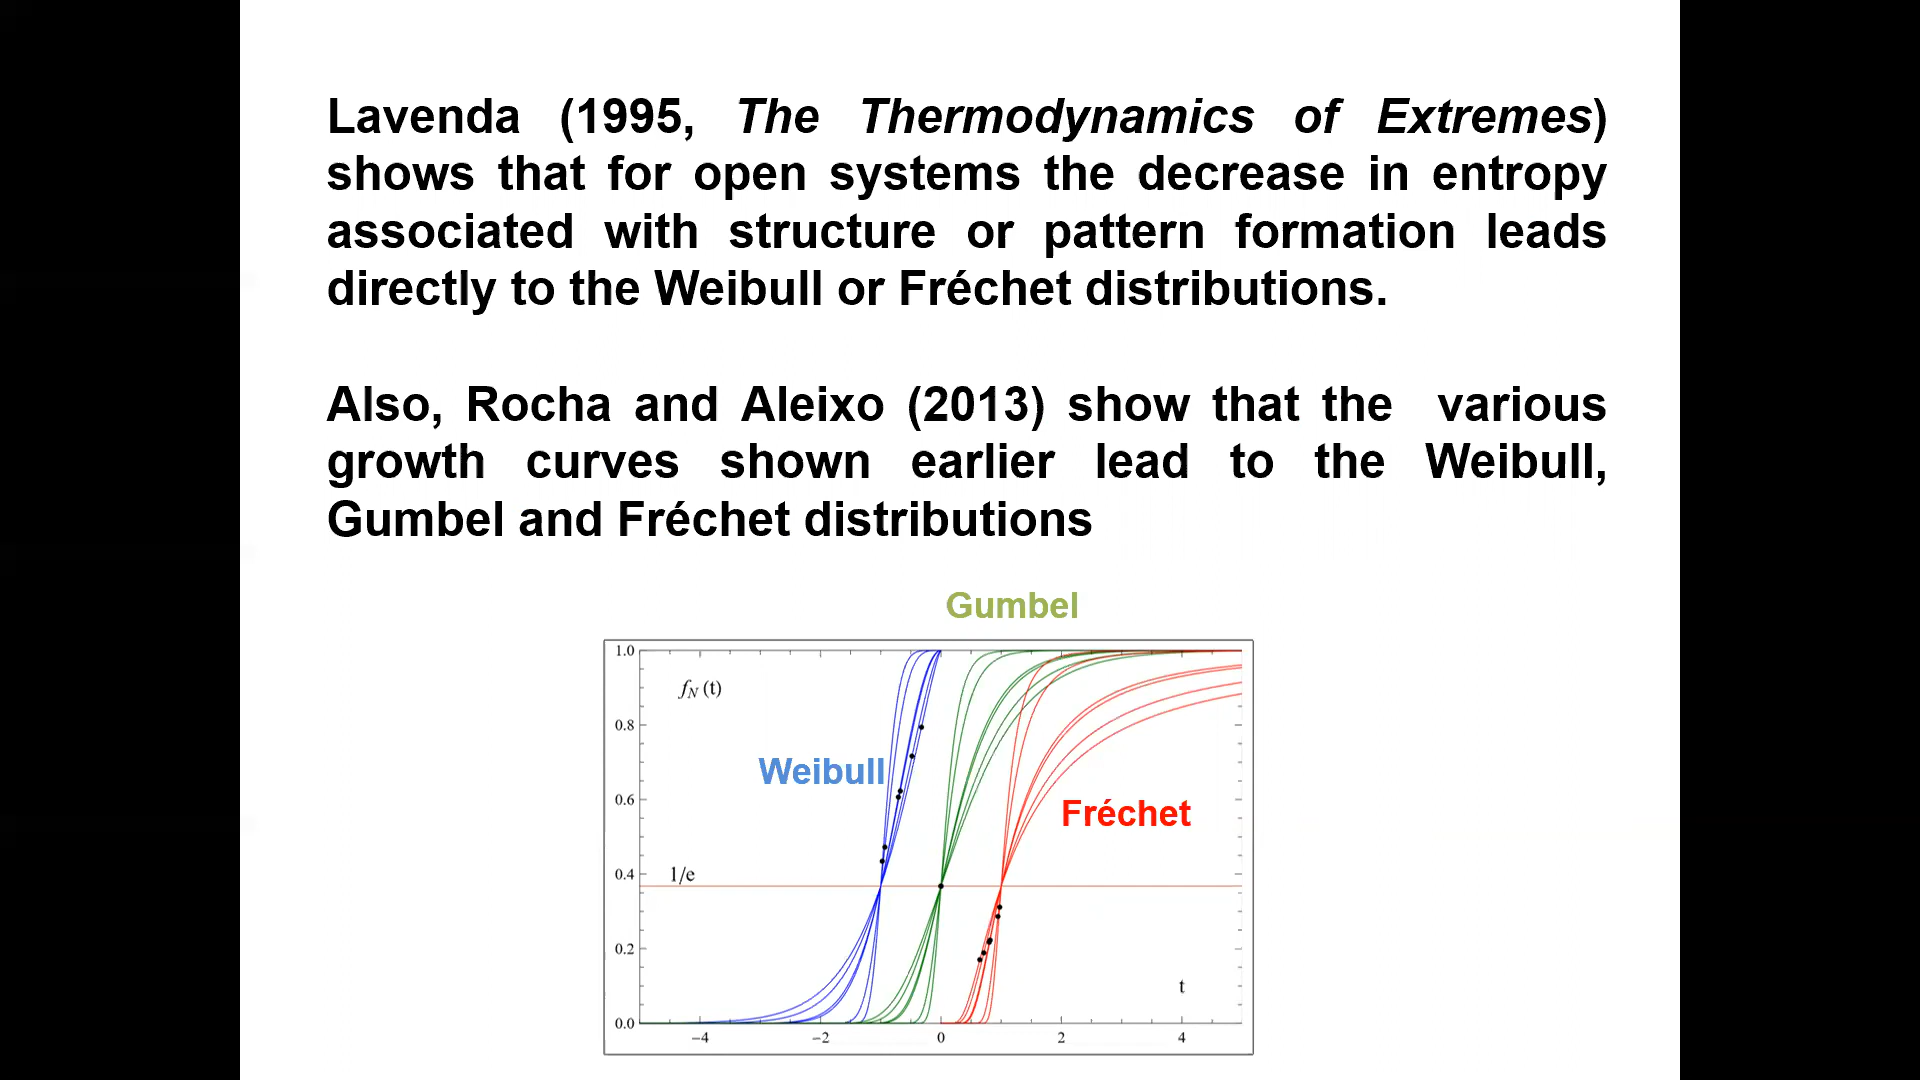 Lavenda (1995, The Thermodynamics of Extremes)
shows that for open systems the decrease in entropy
associated with structure or pattern formation leads
directly to the Weibull or Fréchet distributions.
Also, Rocha and Aleixo (2013) show that the various
growth curves shown earlier lead to the Weibull,
Gumbel and Fréchet distributions
Gumbel
1.0
fN (t)
0.8
Weibull
0.6
Fréchet
0.4
1/e
0.2
t
0.0
−4 −2 0 2 4